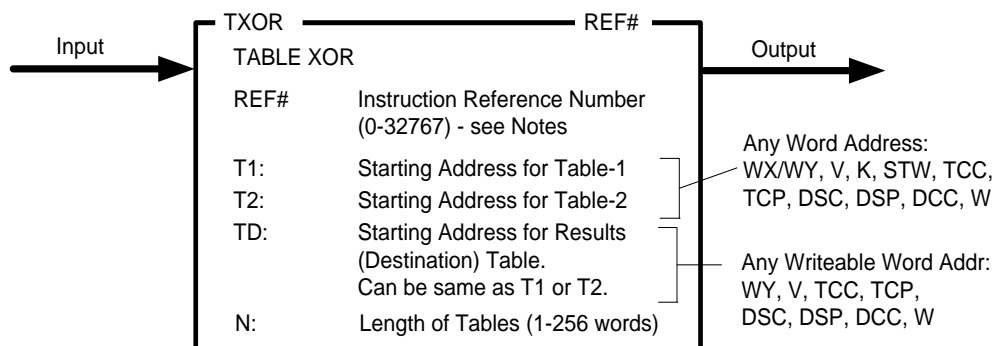 TXOR REF#
Input
Output
TABLE XOR
REF# Instruction Reference Number
(0-32767) - see Notes
T1: Starting Address for Table-1
T2: Starting Address for Table-2
TD: Starting Address for Results
(Destination) Table.
Can be same as T1 or T2.
N: Length of Tables (1-256 words)
Any Word Address:
WX/WY, V, K, STW, TCC,
TCP, DSC, DSP, DCC, W
Any Writeable Word Addr:
WY, V, TCC, TCP,
DSC, DSP, DCC, W